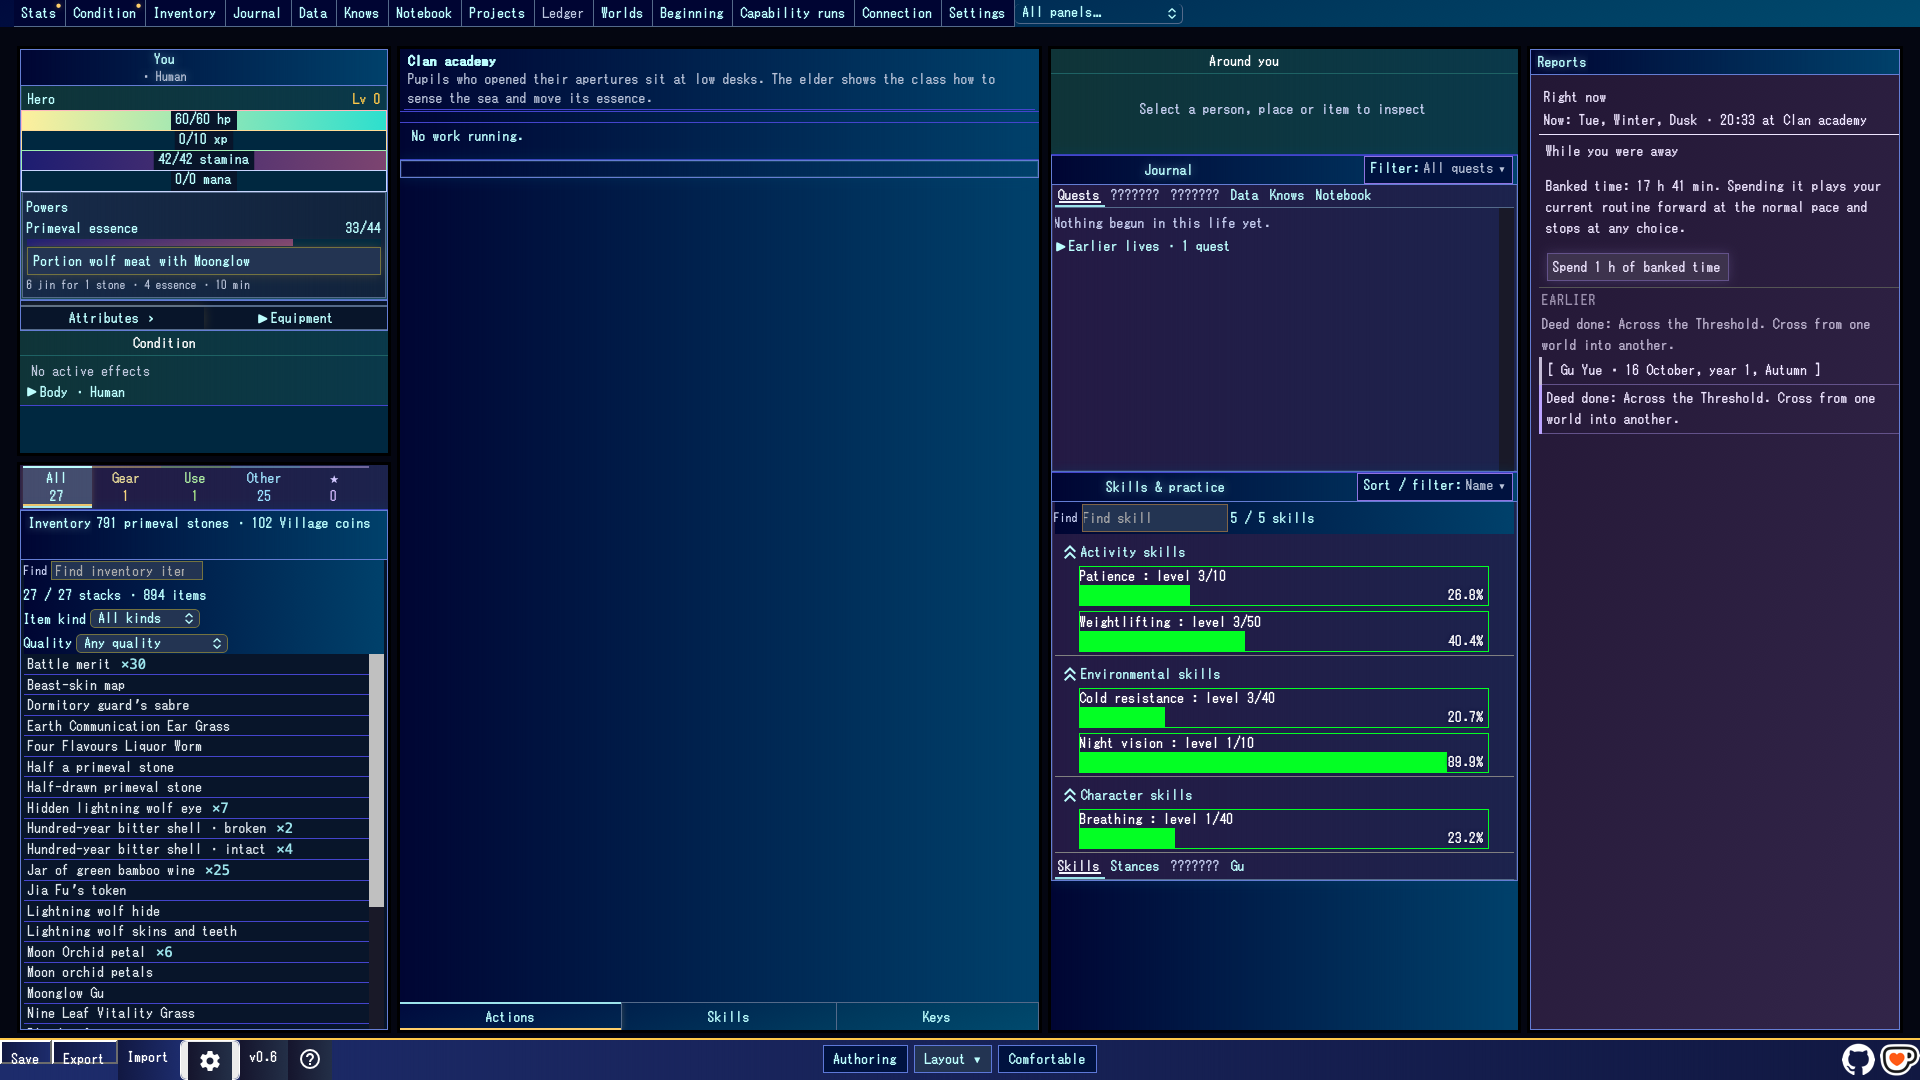 Stats Condition Inventory Journal Data Knows Notebook Projects Ledger Worlds Beginning Capability runs Connection Settings All panels…
You
· Human
Hero Lv 0
60/60 hp
0/10 xp
42/42 stamina
0/0 mana
Powers
Primeval essence 33/44
Portion wolf meat with Moonglow
6 jin for 1 stone · 4 essence · 10 min
Attributes › ▶Equipment
Condition
No active effects
▶Body · Human
All Gear Use Other ★
27 1 1 25 0
Inventory 791 primeval stones · 102 Village coins
Find Find inventory iter
27 / 27 stacks · 894 items
Item kind All kinds
Quality Any quality
Battle merit ×30
Beast-skin map
Dormitory guard's sabre
Earth Communication Ear Grass
Four Flavours Liquor Worm
Half a primeval stone
Half-drawn primeval stone
Hidden lightning wolf eye ×7
Hundred-year bitter shell · broken ×2
Hundred-year bitter shell · intact ×4
Jar of green bamboo wine ×25
Jia Fu's token
Lightning wolf hide
Lightning wolf skins and teeth
Moon Orchid petal ×6
Moon orchid petals
Moonglow Gu
Nine Leaf Vitality Grass
Clan academy
Pupils who opened their apertures sit at low desks. The elder shows the class how to
sense the sea and move its essence.
No work running.
Actions Skills Keys
Around you
Select a person, place or item to inspect
Journal Filter: All quests ▾
Quests ??????? ??????? Data Knows Notebook
Nothing begun in this life yet.
▶Earlier lives · 1 quest
Skills & practice Sort / filter: Name ▾
Find Find skill 5 / 5 skills
Activity skills
Patience : level 3/10
26.8%
Weightlifting : level 3/50
40.4%
Environmental skills
Cold resistance : level 3/40
20.7%
Night vision : level 1/10
89.9%
Character skills
Breathing : level 1/40
23.2%
Skills Stances ??????? Gu
Reports
Right now
Now: Tue, Winter, Dusk · 20:33 at Clan academy
While you were away
Banked time: 17 h 41 min. Spending it plays your
current routine forward at the normal pace and
stops at any choice.
Spend 1 h of banked time
EARLIER
Deed done: Across the Threshold. Cross from one
world into another.
[ Gu Yue · 16 October, year 1, Autumn ]
Deed done: Across the Threshold. Cross from one
world into another.
Save Export Import v0.6
Authoring Layout ▾ Comfortable